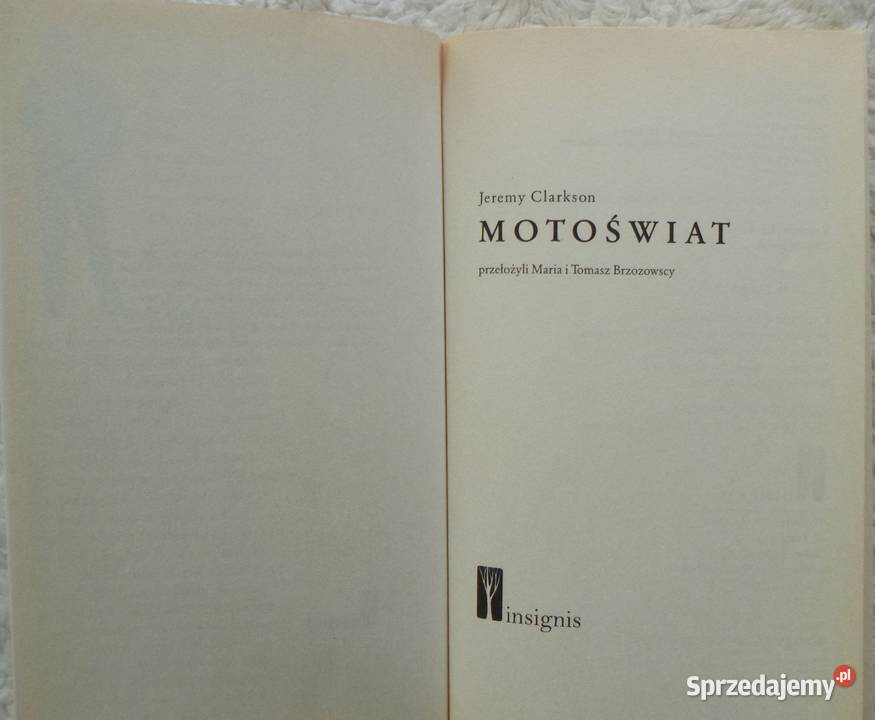 Jeremy Clarkson
MOTOŚWIAT
przełożyli Maria i Tomasz Brzozowscy
insignis
Sprzedajemy.pl